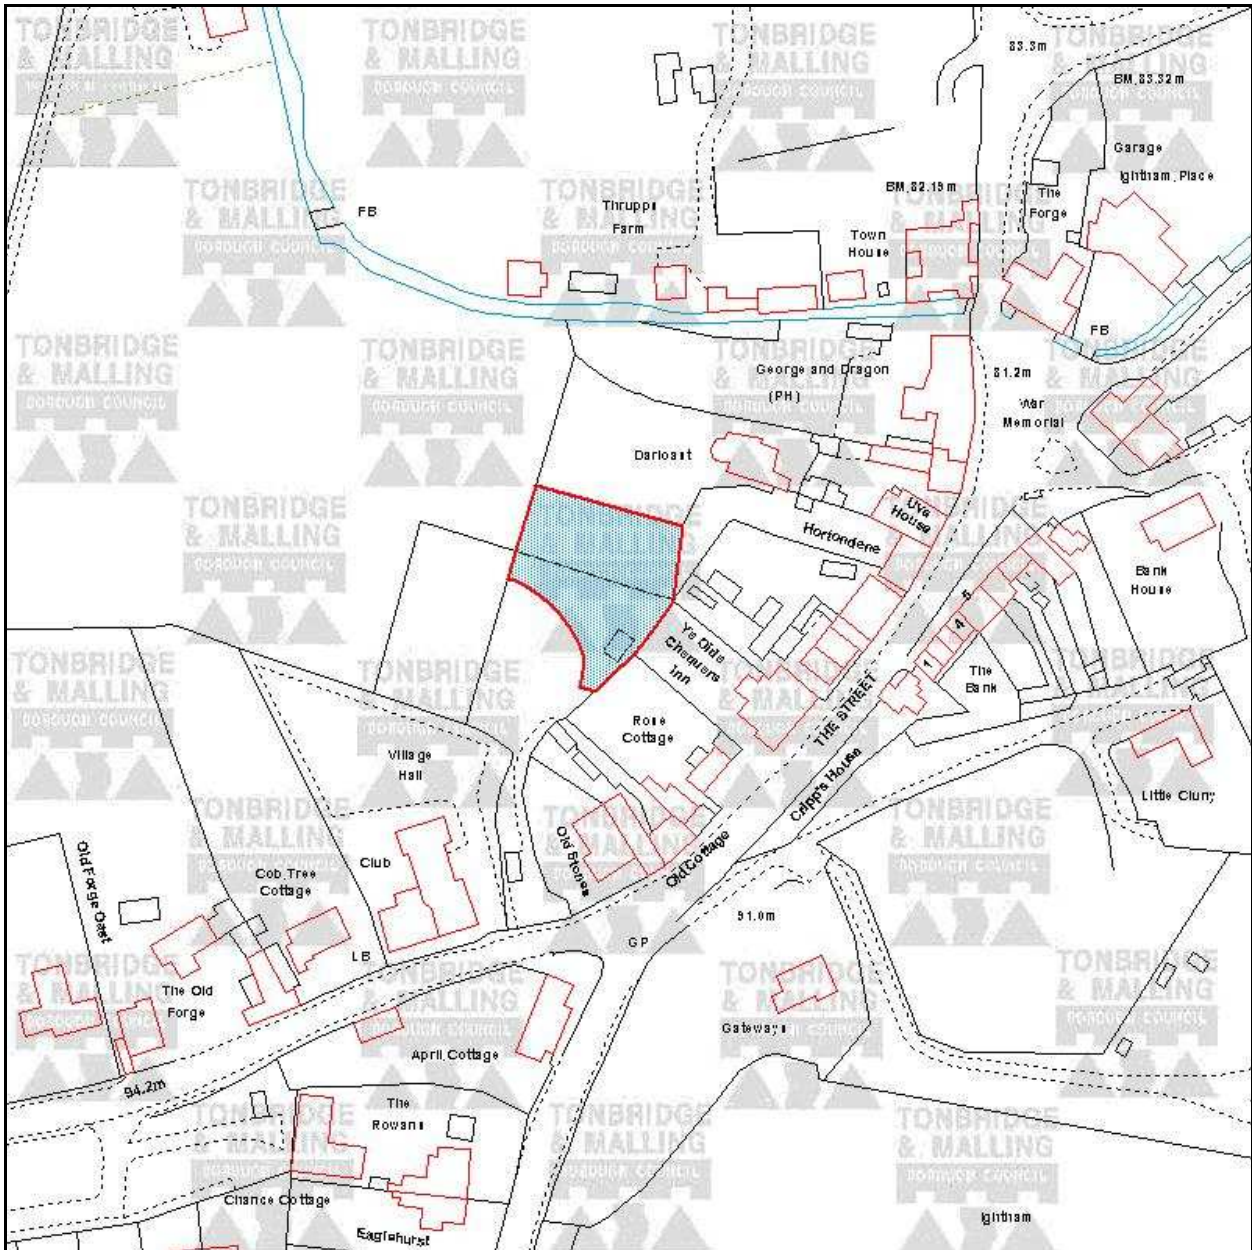 TONBRIDGE
& MALLING
BOROUGH COUNCIL
83.3m
BM 83.32m
Garage
Ightham Place
The
Forge
BM 82.19m
FB
Thrupps
Farm
Town
House
FB
George and Dragon
(PH)
81.2m
War
Memorial
Darlcast
Uva
House
Hortondene
Bank
House
5
4
1
Ye Olde
Chequers
Inn
The
Bank
THE STREET
Rose
Cottage
Village
Hall
Cripp's House
Little Cluny
Old Stones
Old Cottage
Club
Cob Tree
Cottage
Old Forge Oast
91.0m
GP
LB
The Old
Forge
Gateways
April Cottage
94.2m
The
Rowans
Chance Cottage
Eaglehurst
Ightham